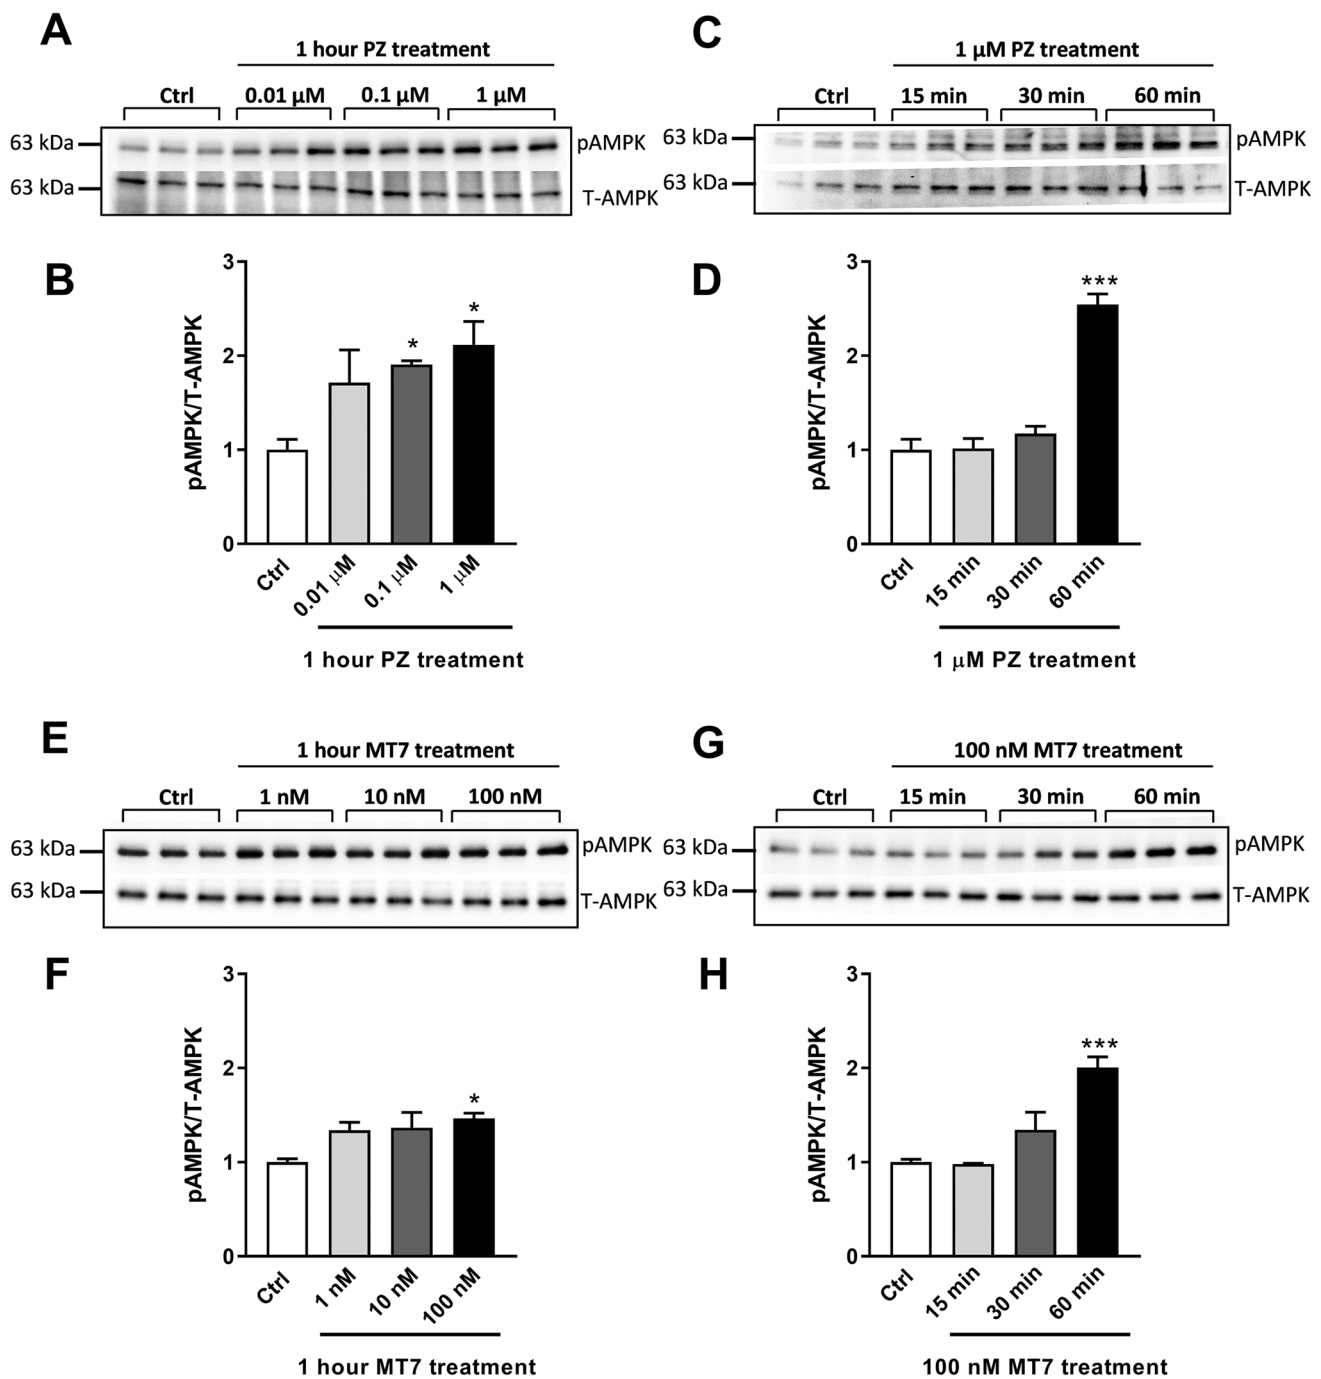 A
1 hour PZ treatment
Ctrl 0.01 µM 0.1 µM 1 µM
63 kDa pAMPK
63 kDa T-AMPK
C
1 µM PZ treatment
Ctrl 15 min 30 min 60 min
63 kDa pAMPK
63 kDa T-AMPK
B
pAMPK/T-AMPK
3
2
1
0
* *
Ctrl 0.01 µM 0.1 µM 1 µM
1 hour PZ treatment
D
pAMPK/T-AMPK
3
2
1
0
***
Ctrl 15 min 30 min 60 min
1 µM PZ treatment
E
1 hour MT7 treatment
Ctrl 1 nM 10 nM 100 nM
63 kDa pAMPK
63 kDa T-AMPK
G
100 nM MT7 treatment
Ctrl 15 min 30 min 60 min
63 kDa pAMPK
63 kDa T-AMPK
F
pAMPK/T-AMPK
3
2
1
0
*
Ctrl 1 nM 10 nM 100 nM
1 hour MT7 treatment
H
pAMPK/T-AMPK
3
2
1
0
***
Ctrl 15 min 30 min 60 min
100 nM MT7 treatment